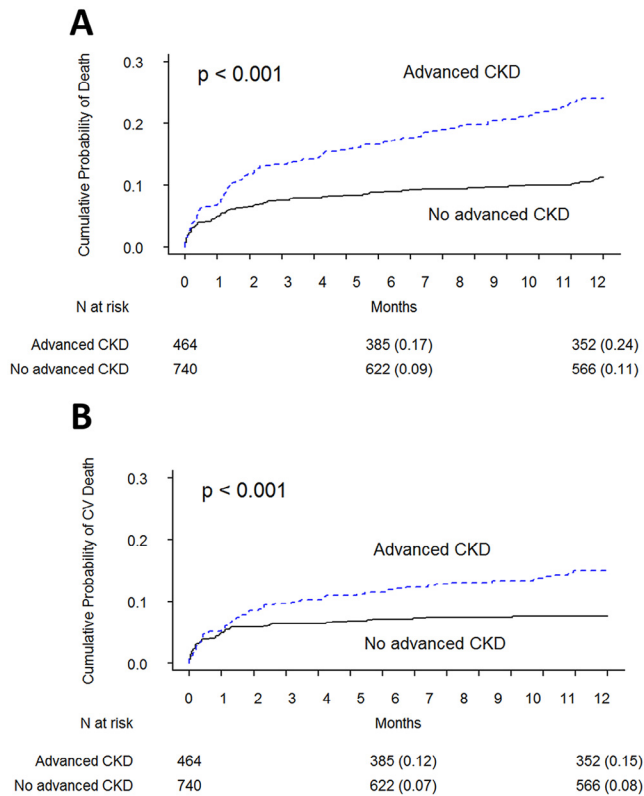 A
Cumulative Probability of Death
0.3
0.2
0.1
0.0
p < 0.001
Advanced CKD
No advanced CKD
0 1 2 3 4 5 6 7 8 9 10 11 12
N at risk Months
Advanced CKD 464 385 (0.17) 352 (0.24)
No advanced CKD 740 622 (0.09) 566 (0.11)
B
Cumulative Probability of CV Death
0.3
0.2
0.1
0.0
p < 0.001
Advanced CKD
No advanced CKD
0 1 2 3 4 5 6 7 8 9 10 11 12
N at risk Months
Advanced CKD 464 385 (0.12) 352 (0.15)
No advanced CKD 740 622 (0.07) 566 (0.08)